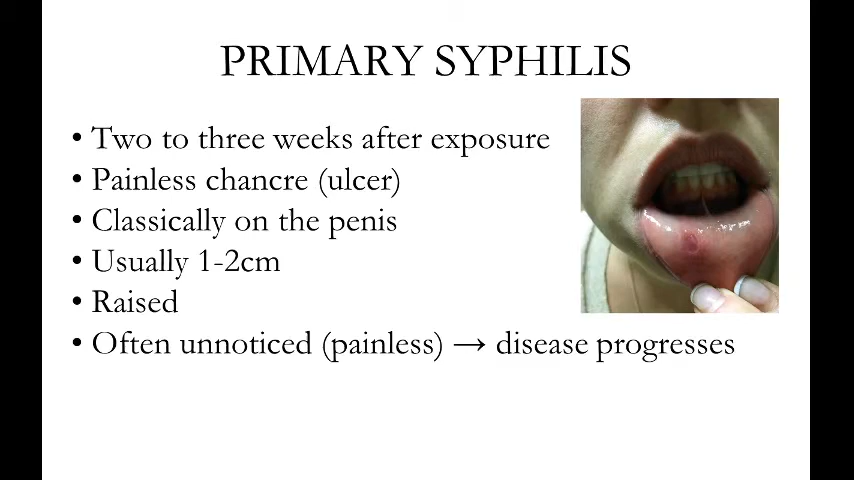 PRIMARY SYPHILIS
• Two to three weeks after exposure
• Painless chancre (ulcer)
• Classically on the penis
• Usually 1-2cm
• Raised
• Often unnoticed (painless) → disease progresses